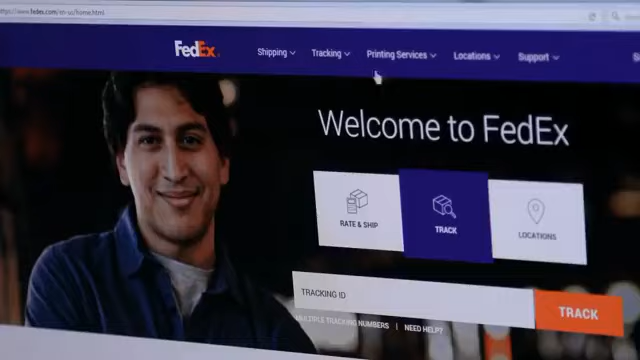 https://www.fedex.com/en-us/home.html
FedEx
Shipping
Tracking
Printing Services
Locations
Support
Welcome to FedEx
RATE & SHIP
TRACK
LOCATIONS
TRACKING ID
TRACK
MULTIPLE TRACKING NUMBERS | NEED HELP?